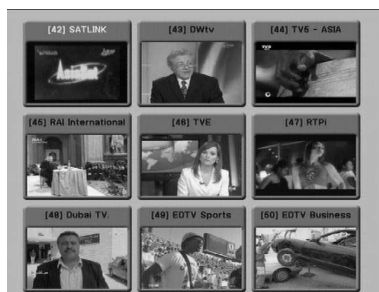 [42] SATLINK
[43] DWtv
[44] TV5 - ASIA
AsiaSat
[45] RAI International
[46] TVE
[47] RTPi
[48] Dubai TV.
[49] EDTV Sports
[50] EDTV Business